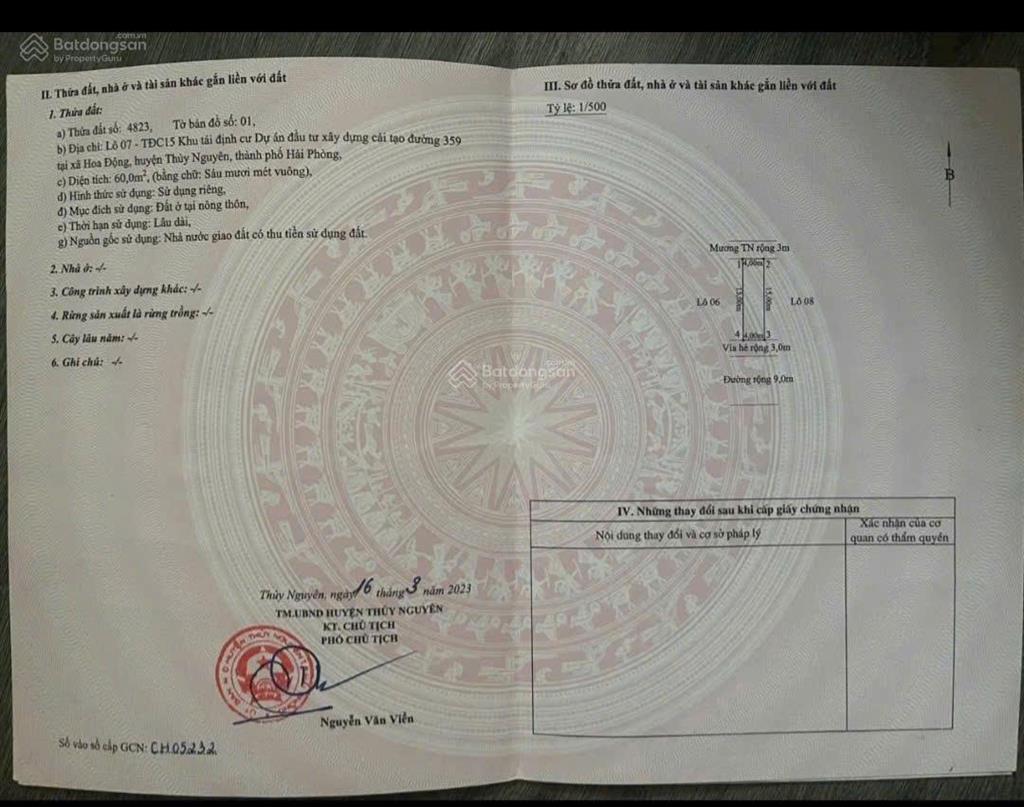 Batdongsan.com.vn
by PropertyGuru
II. Thửa đất, nhà ở và tài sản khác gắn liền với đất
1. Thửa đất:
a) Thửa đất số: 4823, Tờ bản đồ số: 01,
b) Địa chỉ: Lô 07 - TĐC15 Khu tái định cư Dự án đầu tư xây dựng cải tạo đường 359
tại xã Hoa Động, huyện Thủy Nguyên, thành phố Hải Phòng,
c) Diện tích: 60,0m², (bằng chữ: Sáu mươi mét vuông),
d) Hình thức sử dụng: Sử dụng riêng,
đ) Mục đích sử dụng: Đất ở tại nông thôn,
e) Thời hạn sử dụng: Lâu dài,
g) Nguồn gốc sử dụng: Nhà nước giao đất có thu tiền sử dụng đất.
2. Nhà ở: -/-
3. Công trình xây dựng khác: -/-
4. Rừng sản xuất là rừng trồng: -/-
5. Cây lâu năm: -/-
6. Ghi chú: -/-
Thủy Nguyên, ngày 16 tháng 3 năm 2023
TM.UBND HUYỆN THỦY NGUYÊN
KT. CHỦ TỊCH
PHÓ CHỦ TỊCH
Nguyễn Văn Viển
Số vào sổ cấp GCN: CH05232
III. Sơ đồ thửa đất, nhà ở và tài sản khác gắn liền với đất
Tỷ lệ: 1/500
B
Mương TN rộng 3m
1 4,00m 2
Lô 06 15,00m 15,00m Lô 08
4 4,00m 3
Vỉa hè rộng 3,0m
Đường rộng 9,0m
Batdongsan.com.vn
by PropertyGuru
IV. Những thay đổi sau khi cấp giấy chứng nhận
Nội dung thay đổi và cơ sở pháp lý
Xác nhận của cơ
quan có thẩm quyền